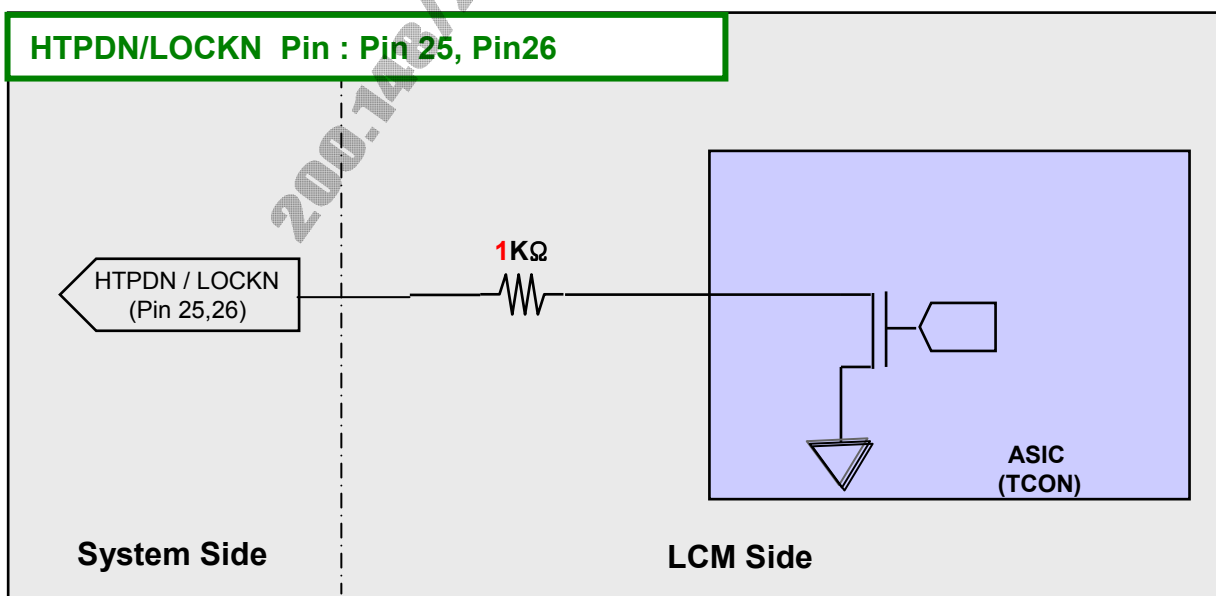 HTPDN/LOCKN Pin : Pin 25, Pin26
1KΩ
HTPDN / LOCKN
(Pin 25,26)
ASIC
(TCON)
System Side
LCM Side